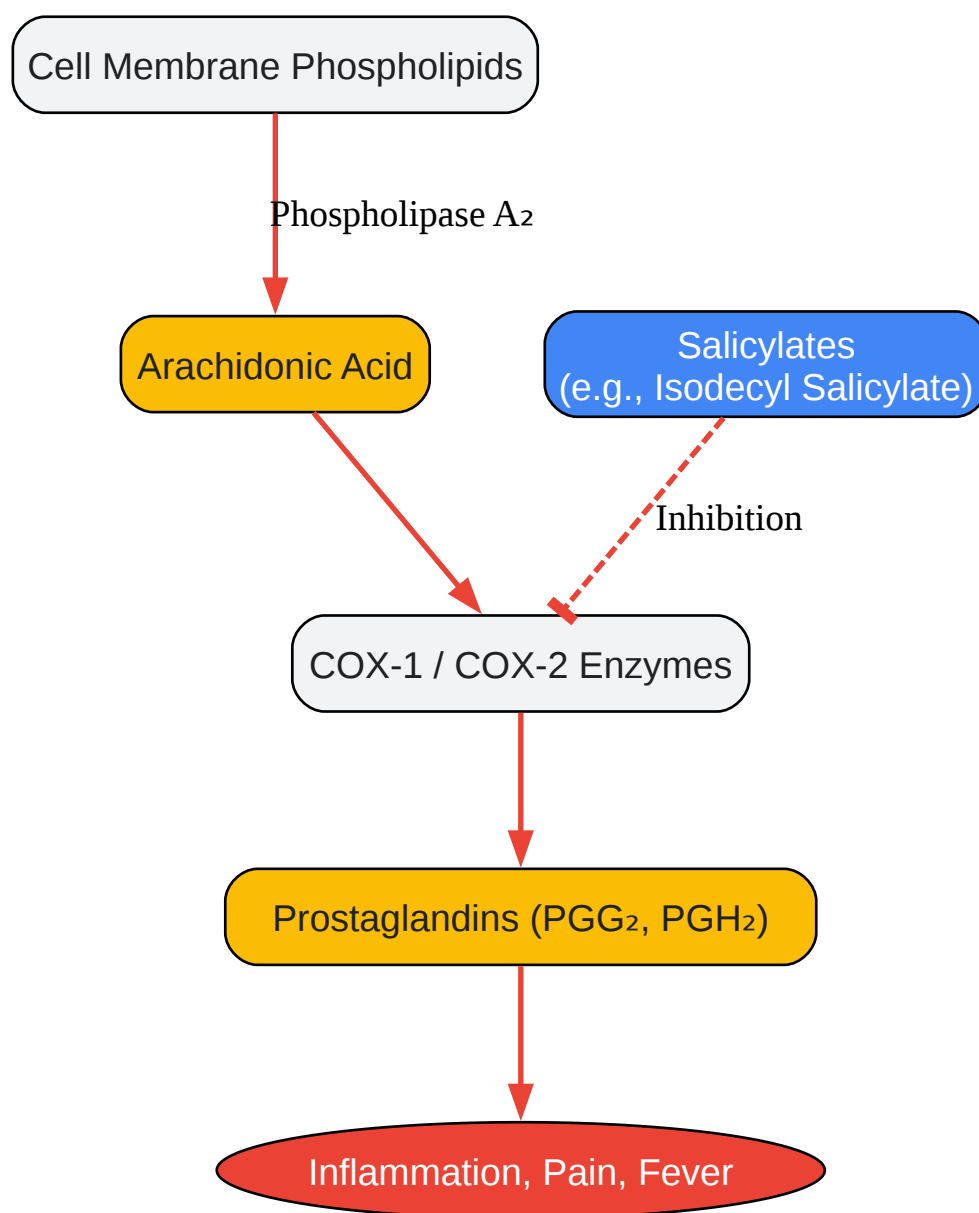 Cell Membrane Phospholipids
Phospholipase A₂
Arachidonic Acid
Salicylates
(e.g., Isodecyl Salicylate)
Inhibition
COX-1 / COX-2 Enzymes
Prostaglandins (PGG₂, PGH₂)
Inflammation, Pain, Fever